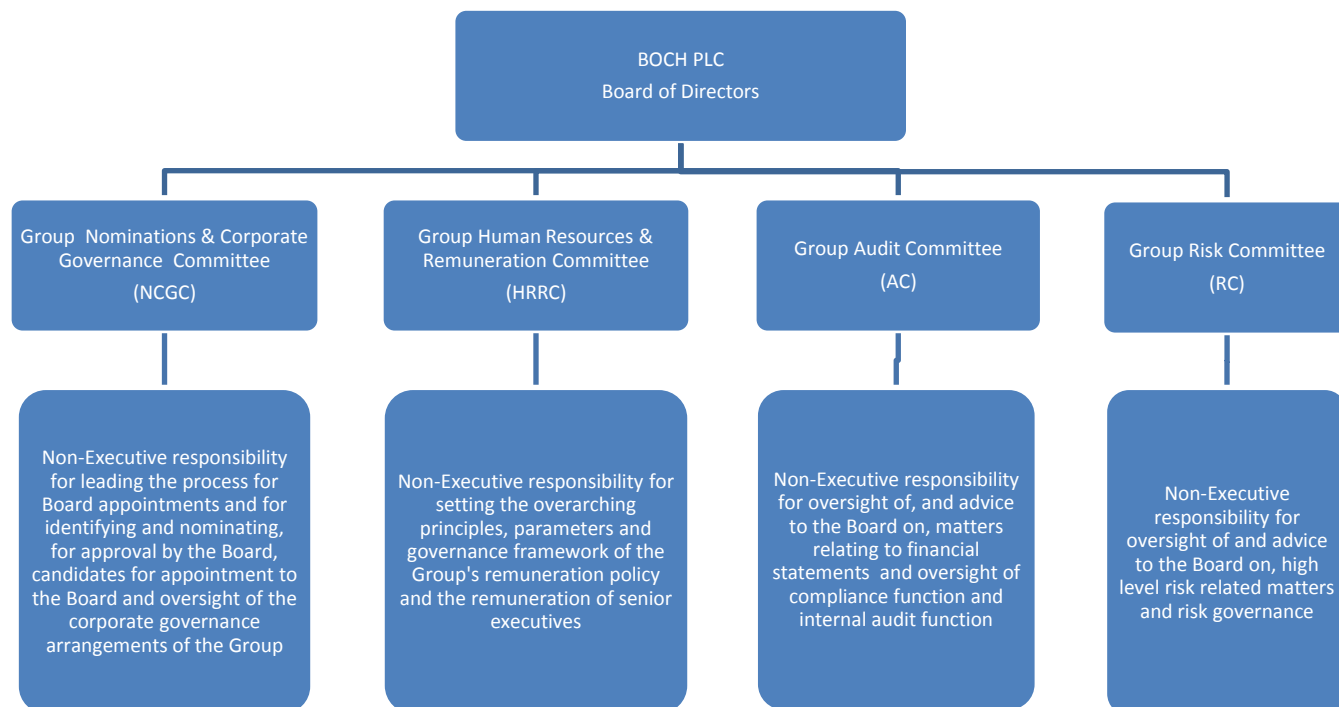 BOCH PLC
Board of Directors
Group Nominations & Corporate
Governance Committee
(NCGC)
Group Human Resources &
Remuneration Committee
(HRRC)
Group Audit Committee
(AC)
Group Risk Committee
(RC)
Non-Executive responsibility
for leading the process for
Board appointments and for
identifying and nominating,
for approval by the Board,
candidates for appointment to
the Board and oversight of the
corporate governance
arrangements of the Group
Non-Executive responsibility for
setting the overarching
principles, parameters and
governance framework of the
Group's remuneration policy
and the remuneration of senior
executives
Non-Executive responsibility
for oversight of, and advice
to the Board on, matters
relating to financial
statements and oversight of
compliance function and
internal audit function
Non-Executive
responsibility for
oversight of and advice
to the Board on, high
level risk related matters
and risk governance